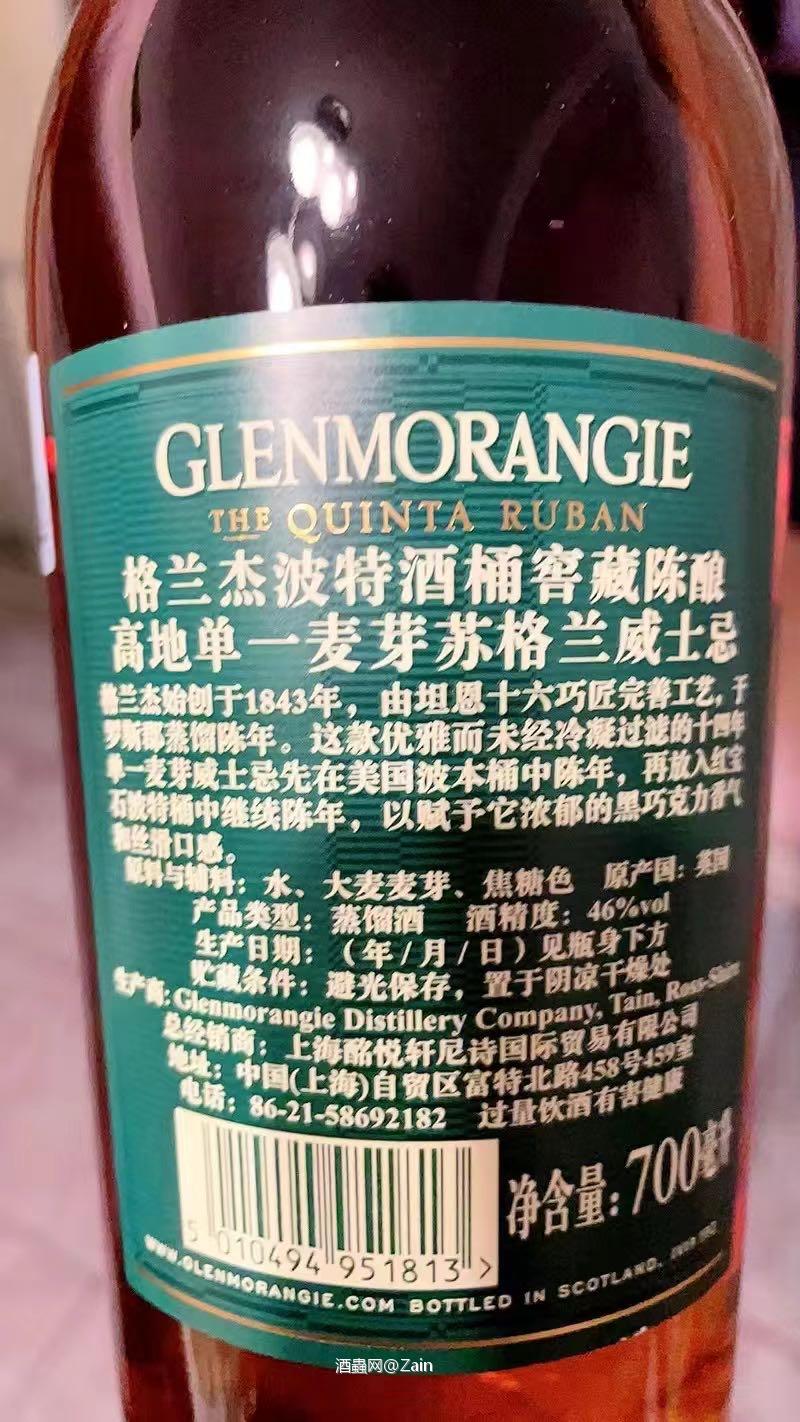 GLENMORANGIE
THE QUINTA RUBAN
格兰杰波特酒桶窖藏陈酿
高地单一麦芽苏格兰威士忌
格兰杰始创于1843年，由坦恩十六巧匠完善工艺，于
罗斯郡蒸馏陈年。这款优雅而未经冷凝过滤的十四年
单一麦芽威士忌先在美国波本桶中陈年，再放入红宝
石波特桶中继续陈年，以赋予它浓郁的黑巧克力香气
和丝滑口感。
原料与辅料：水、大麦麦芽、焦糖色 原产国：英国
产品类型：蒸馏酒 酒精度：46%vol
生产日期：（年/月/日）见瓶身下方
贮藏条件：避光保存，置于阴凉干燥处
生产商：Glenmorangie Distillery Company, Tain, Ross-Shire
总经销商：上海酩悦轩尼诗国际贸易有限公司
地址：中国(上海)自贸区富特北路458号459室
电话：86-21-58692182 过量饮酒有害健康
净含量：700毫升
5 010494 951813 >
WWW.GLENMORANGIE.COM BOTTLED IN SCOTLAND,
酒蟲网@Zain